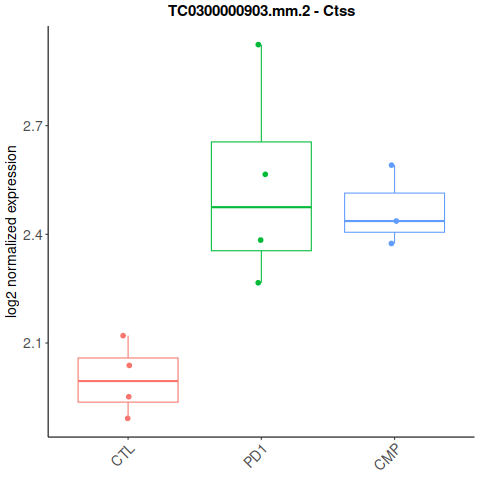 TC0300000903.mm.2 - Ctss
log2 normalized expression
2.7
2.4
2.1
CTL
PD1
CMP